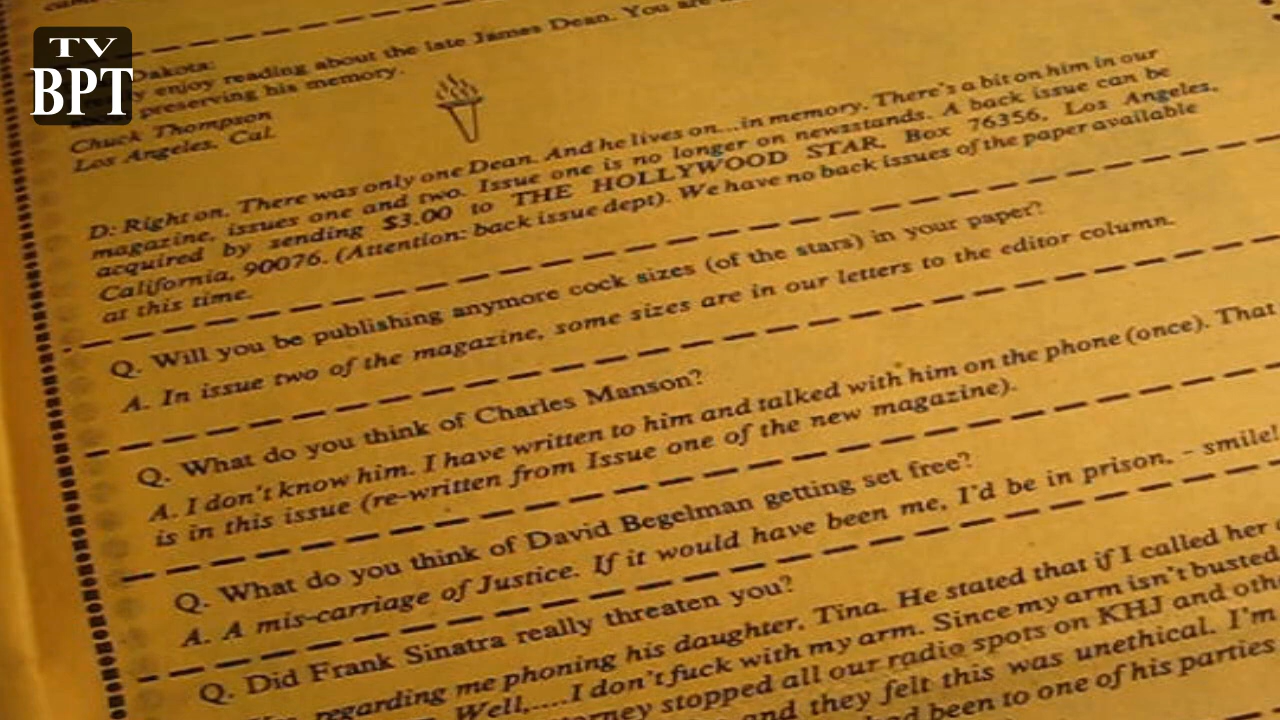 TV
BPT
Dakota:
enjoy reading about the late James Dean. You are
preserving his memory.
Chuck Thompson
Los Angeles, Cal.
D: Right on. There was only one Dean. And he lives on...in memory. There's a bit on him in our
magazine, issues one and two. Issue one is no longer on newsstands. A back issue can be
acquired by sending $3.00 to THE HOLLYWOOD STAR, Box 76356, Los Angeles,
California, 90076. (Attention: back issue dept). We have no back issues of the paper available
at this time.
Q. Will you be publishing anymore cock sizes (of the stars) in your paper?
A. In issue two of the magazine, some sizes are in our letters to the editor column.
Q. What do you think of Charles Manson?
A. I don't know him. I have written to him and talked with him on the phone (once). That
is in this issue (re-written from Issue one of the new magazine).
Q. What do you think of David Begelman getting set free?
A. A mis-carriage of Justice. If it would have been me, I'd be in prison, - smile!
Q. Did Frank Sinatra really threaten you?
regarding me phoning his daughter, Tina. He stated that if I called her
Well,....I don't fuck with my arm. Since my arm isn't busted
stopped all our radio spots on KHJ and
and they felt this was unethical. I'm
been to one of his parties